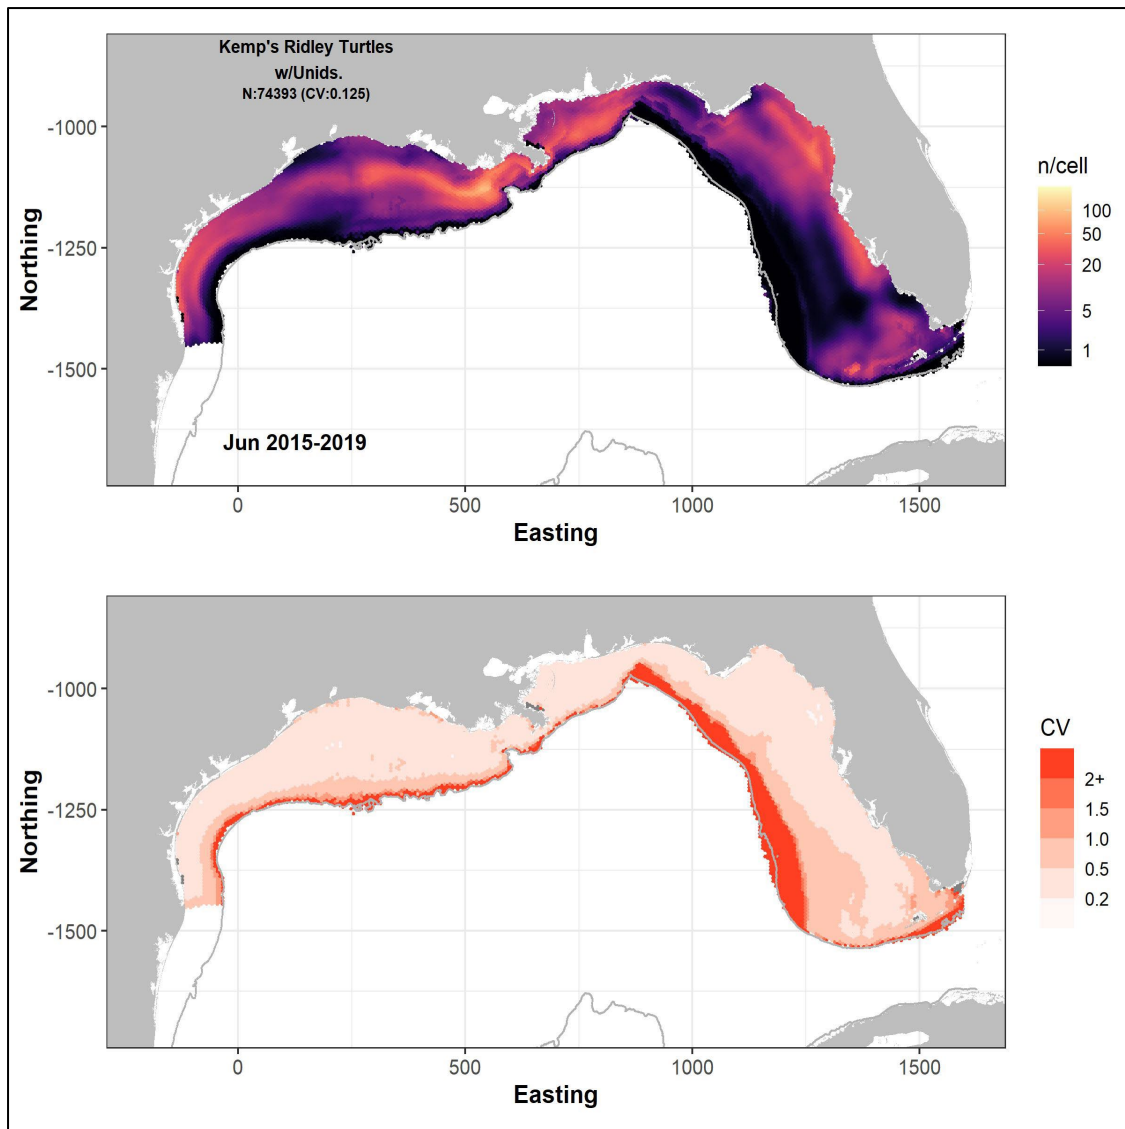 Kemp's Ridley Turtles
w/Unids.
N:74393 (CV:0.125)
-1000
-1250
-1500
Northing
Jun 2015-2019
0 500 1000 1500
Easting
n/cell
100
50
20
5
1
-1000
-1250
-1500
Northing
0 500 1000 1500
Easting
CV
2+
1.5
1.0
0.5
0.2